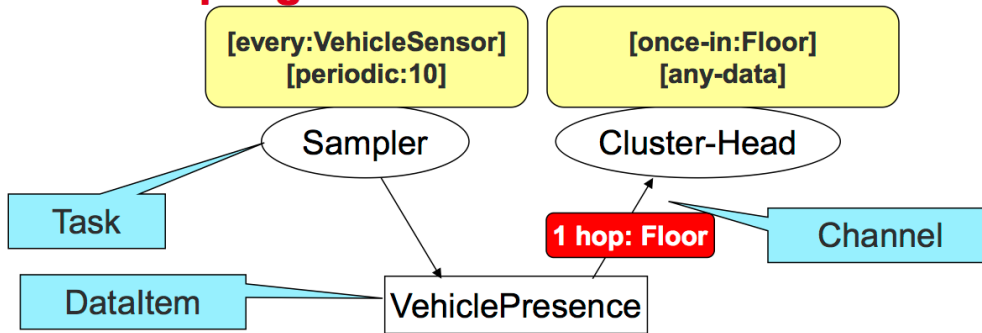 [every:VehicleSensor]
[periodic:10]
[once-in:Floor]
[any-data]
Sampler
Cluster-Head
Task
1 hop: Floor
Channel
DataItem
VehiclePresence